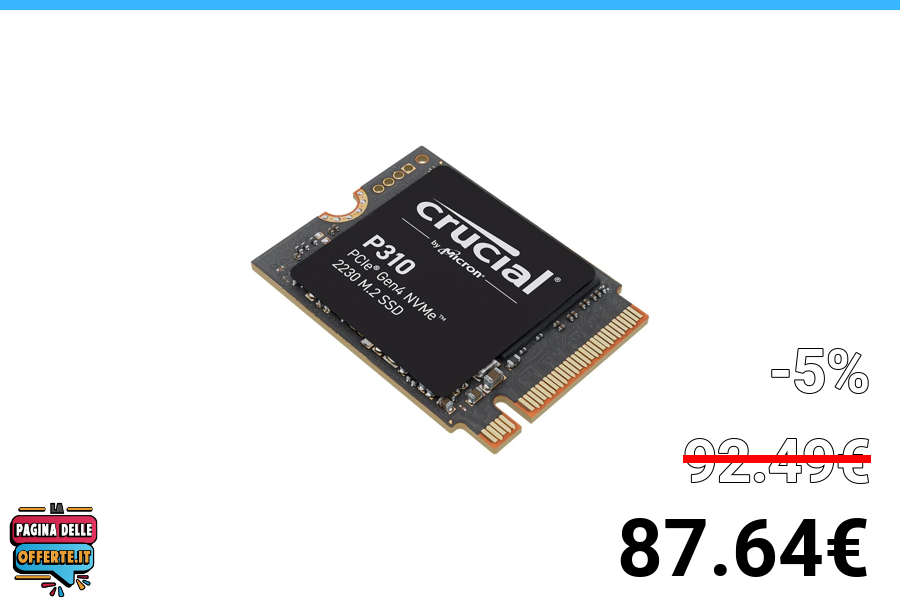 crucial®
by Micron®
P310
PCIe® Gen4 NVMe™
2230 M.2 SSD
-5%
92.49€
87.64€
LA
PAGINA DELLE
OFFERTE.IT